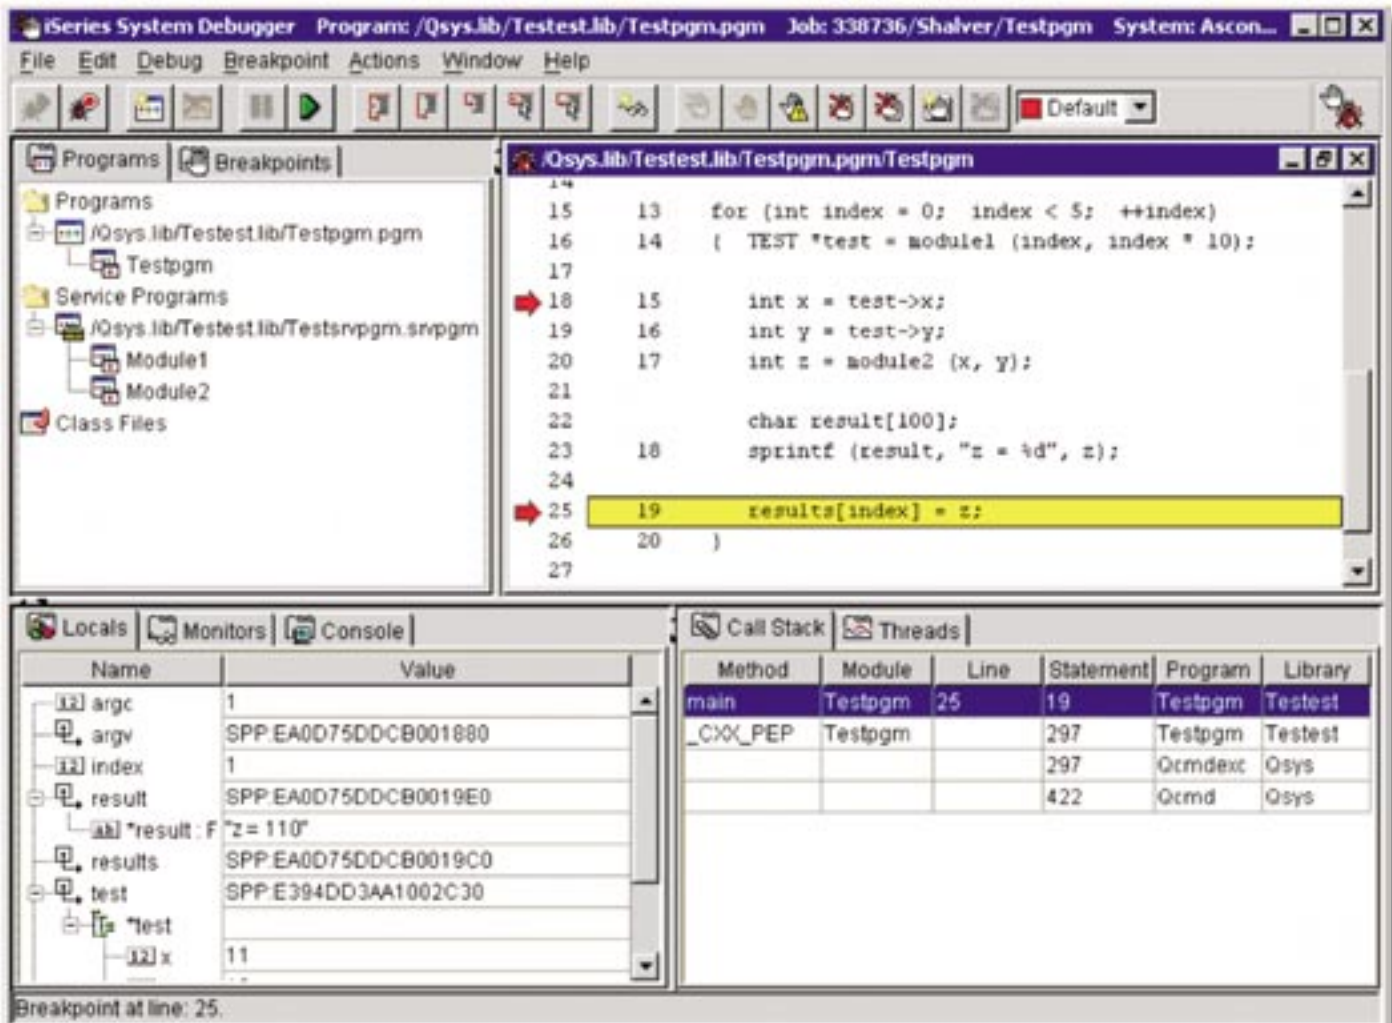 iSeries System Debugger Program: /Qsys.lib/Testest.lib/Testpgm.pgm Job: 338736/Shalver/Testpgm System: Ascon...
File Edit Debug Breakpoint Actions Window Help
Default
Programs Breakpoints
Programs
/Qsys.lib/Testest.lib/Testpgm.pgm
Testpgm
Service Programs
/Qsys.lib/Testest.lib/Testsrvpgm.srvpgm
Module1
Module2
Class Files
/Qsys.lib/Testest.lib/Testpgm.pgm/Testpgm
14
15 13 for (int index = 0; index < 5; ++index)
16 14 { TEST *test = module1 (index, index * 10);
17
18 15 int x = test->x;
19 16 int y = test->y;
20 17 int z = module2 (x, y);
21
22 char result[100];
23 18 sprintf (result, "z = %d", z);
24
25 19 results[index] = z;
26 20 }
27
Locals Monitors Console
Name Value
argc 1
argv SPP:EA0D75DDCB001880
index 1
result SPP:EA0D75DDCB0019E0
*result : F "z = 110"
results SPP:EA0D75DDCB0019C0
test SPP:E394DD3AA1002C30
*test
x 11
Call Stack Threads
Method Module Line Statement Program Library
main Testpgm 25 19 Testpgm Testest
_CXX_PEP Testpgm 297 Testpgm Testest
297 Qcmdexc Qsys
422 Qcmd Qsys
Breakpoint at line: 25.